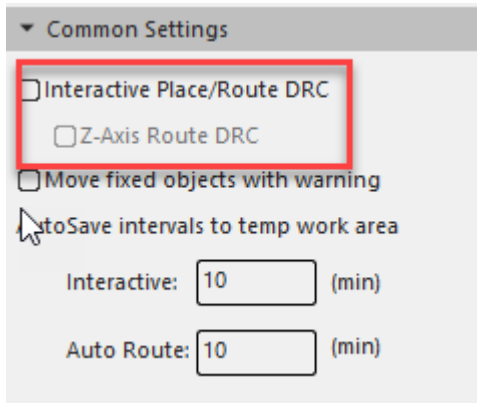 Common Settings
Interactive Place/Route DRC
Z-Axis Route DRC
Move fixed objects with warning
AutoSave intervals to temp work area
Interactive: 10 (min)
Auto Route: 10 (min)